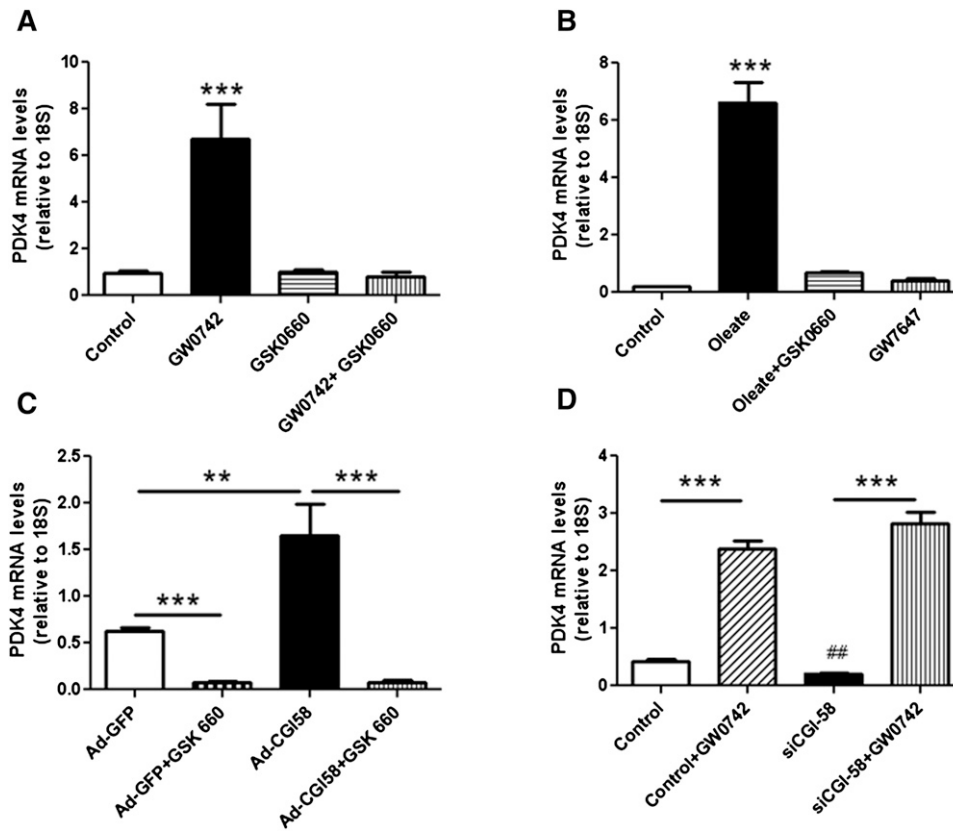 A
PDK4 mRNA levels
(relative to 18S)
10
8
6
4
2
0
***
Control
GW0742
GSK0660
GW0742+ GSK0660
B
PDK4 mRNA levels
(relative to 18S)
8
6
4
2
0
***
Control
Oleate
Oleate+GSK0660
GW7647
C
PDK4 mRNA levels
(relative to 18S)
2.5
2.0
1.5
1.0
0.5
0.0
**
***
***
Ad-GFP
Ad-GFP+GSK 660
Ad-CGI58
Ad-CGI58+GSK 660
D
PDK4 mRNA levels
(relative to 18S)
4
3
2
1
0
***
***
##
Control
Control+GW0742
siCGI-58
siCGI-58+GW0742